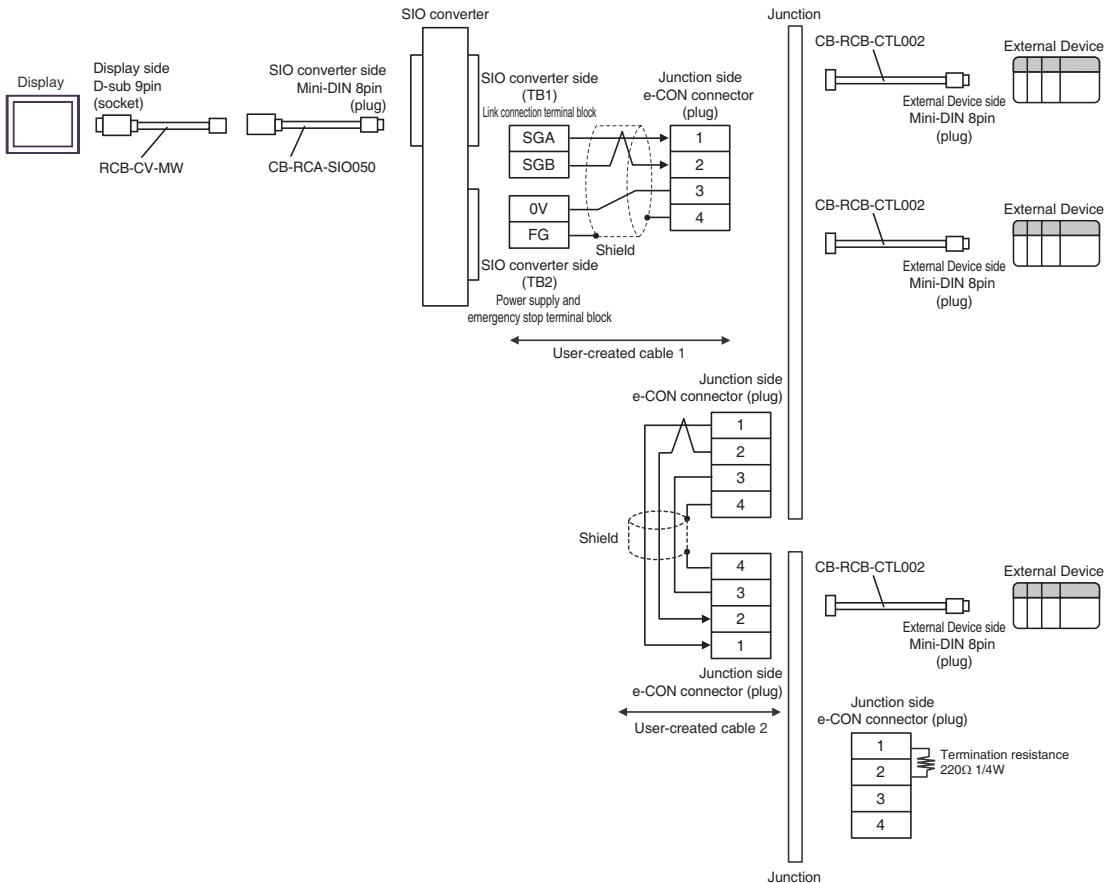 SIO converter
Junction
Display
Display side
D-sub 9pin
(socket)
RCB-CV-MW
SIO converter side
Mini-DIN 8pin
(plug)
CB-RCA-SIO050
SIO converter side
(TB1)
Link connection terminal block
Junction side
e-CON connector
(plug)
SGA
SGB
0V
FG
1
2
3
4
Shield
SIO converter side
(TB2)
Power supply and
emergency stop terminal block
User-created cable 1
CB-RCB-CTL002
External Device
External Device side
Mini-DIN 8pin
(plug)
CB-RCB-CTL002
External Device
External Device side
Mini-DIN 8pin
(plug)
Junction side
e-CON connector (plug)
1
2
3
4
Shield
4
3
2
1
Junction side
e-CON connector (plug)
User-created cable 2
CB-RCB-CTL002
External Device
External Device side
Mini-DIN 8pin
(plug)
Junction side
e-CON connector (plug)
1
2
3
4
Termination resistance
220Ω 1/4W
Junction